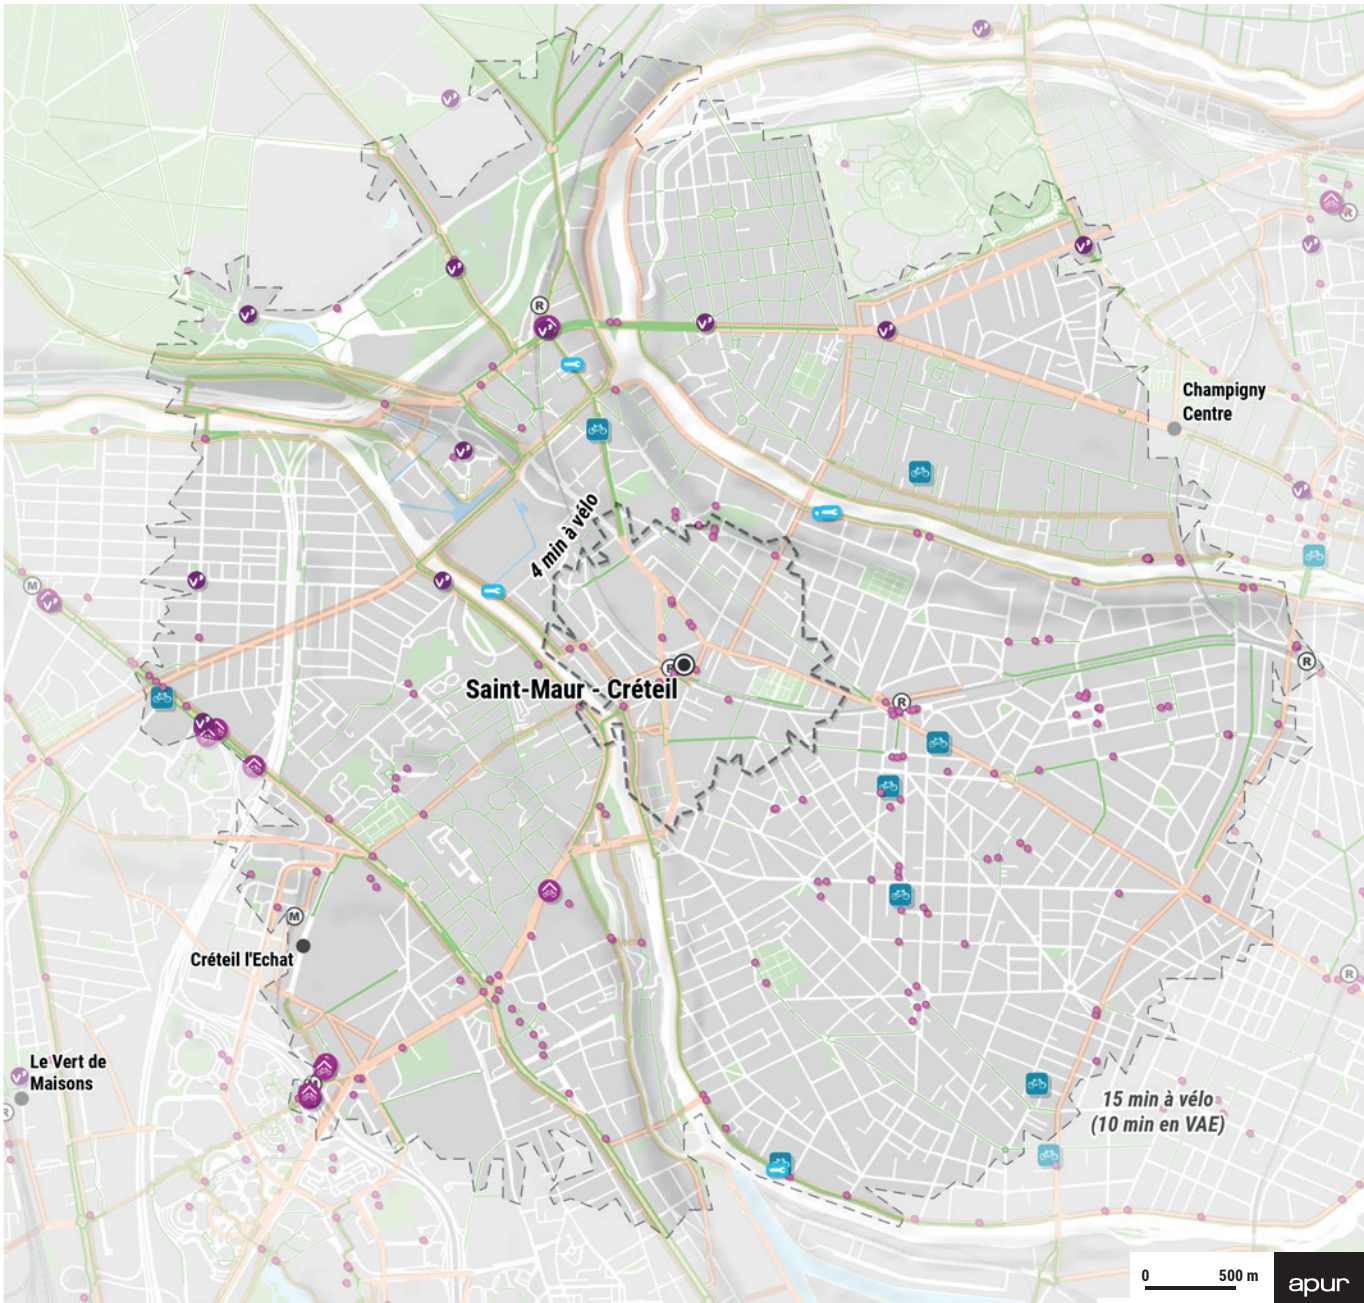 R
R
Champigny
Centre
4 min à vélo
M
R
R
Saint-Maur - Créteil
R
M
Créteil l'Echat
R
Le Vert de
Maisons
M
R
15 min à vélo
(10 min en VAE)
0 500 m
apur